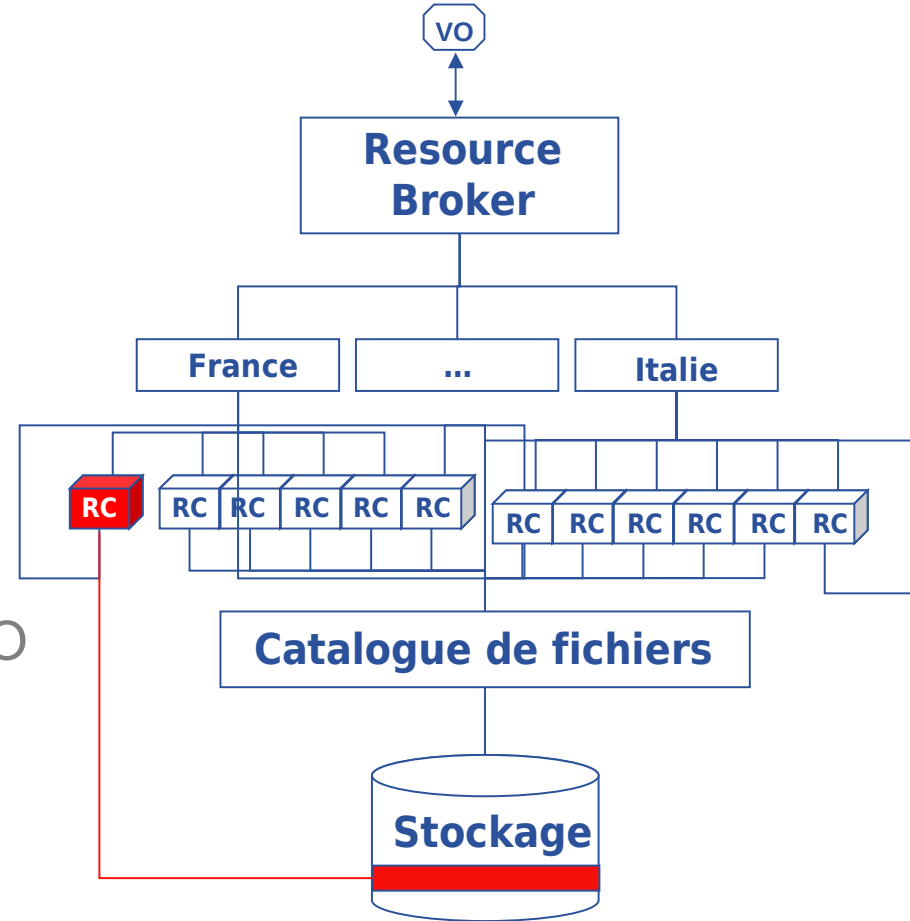 VO
Resource
Broker
France
...
Italie
RC RC RC RC RC RC RC RC RC RC RC RC
O
Catalogue de fichiers
Stockage